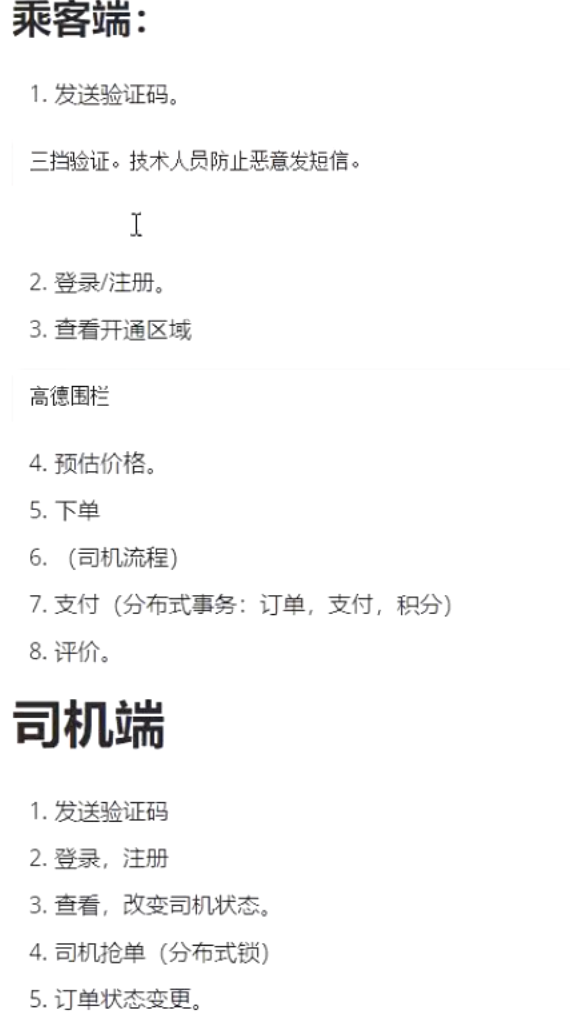 乘客端：
1. 发送验证码。
三挡验证。技术人员防止恶意发短信。
2. 登录/注册。
3. 查看开通区域
高德围栏
4. 预估价格。
5. 下单
6. （司机流程）
7. 支付（分布式事务：订单，支付，积分）
8. 评价。
司机端
1. 发送验证码
2. 登录，注册
3. 查看，改变司机状态。
4. 司机抢单（分布式锁）
5. 订单状态变更。